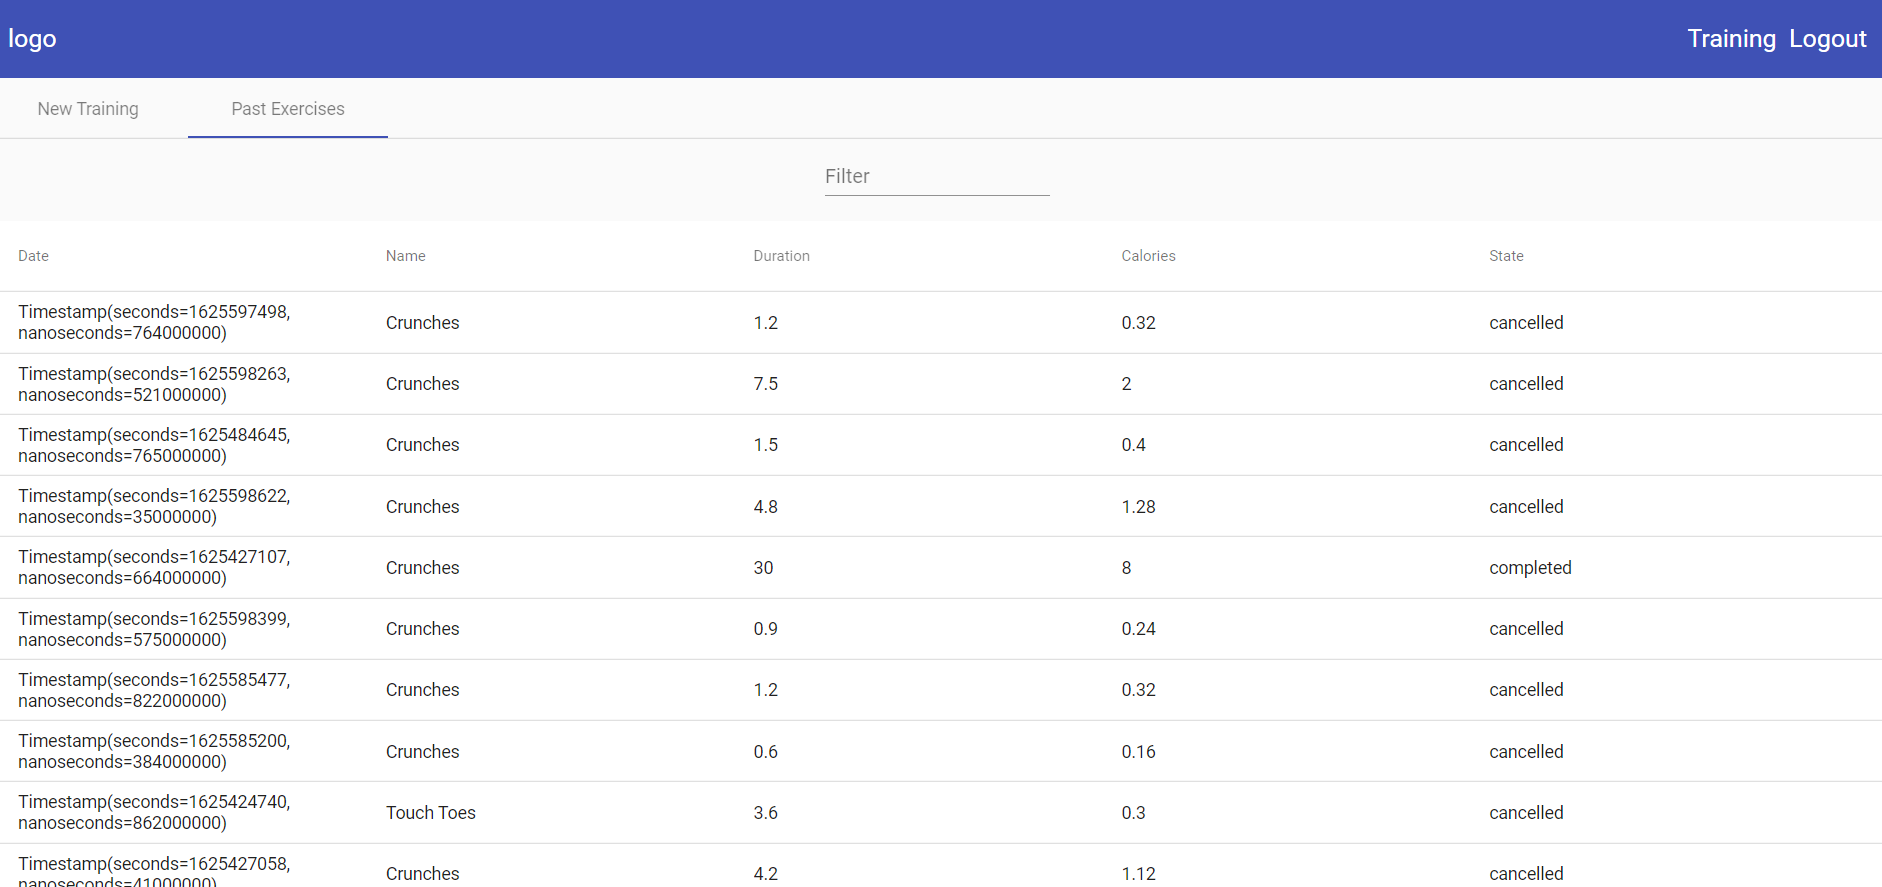 logo
Training Logout
New Training Past Exercises
Filter
Date Name Duration Calories State
Timestamp(seconds=1625597498,
nanoseconds=764000000) Crunches 1.2 0.32 cancelled
Timestamp(seconds=1625598263,
nanoseconds=521000000) Crunches 7.5 2 cancelled
Timestamp(seconds=1625484645,
nanoseconds=765000000) Crunches 1.5 0.4 cancelled
Timestamp(seconds=1625598622,
nanoseconds=35000000) Crunches 4.8 1.28 cancelled
Timestamp(seconds=1625427107,
nanoseconds=664000000) Crunches 30 8 completed
Timestamp(seconds=1625598399,
nanoseconds=575000000) Crunches 0.9 0.24 cancelled
Timestamp(seconds=1625585477,
nanoseconds=822000000) Crunches 1.2 0.32 cancelled
Timestamp(seconds=1625585200,
nanoseconds=384000000) Crunches 0.6 0.16 cancelled
Timestamp(seconds=1625424740,
nanoseconds=862000000) Touch Toes 3.6 0.3 cancelled
Timestamp(seconds=1625427058,
nanoseconds=41000000) Crunches 4.2 1.12 cancelled